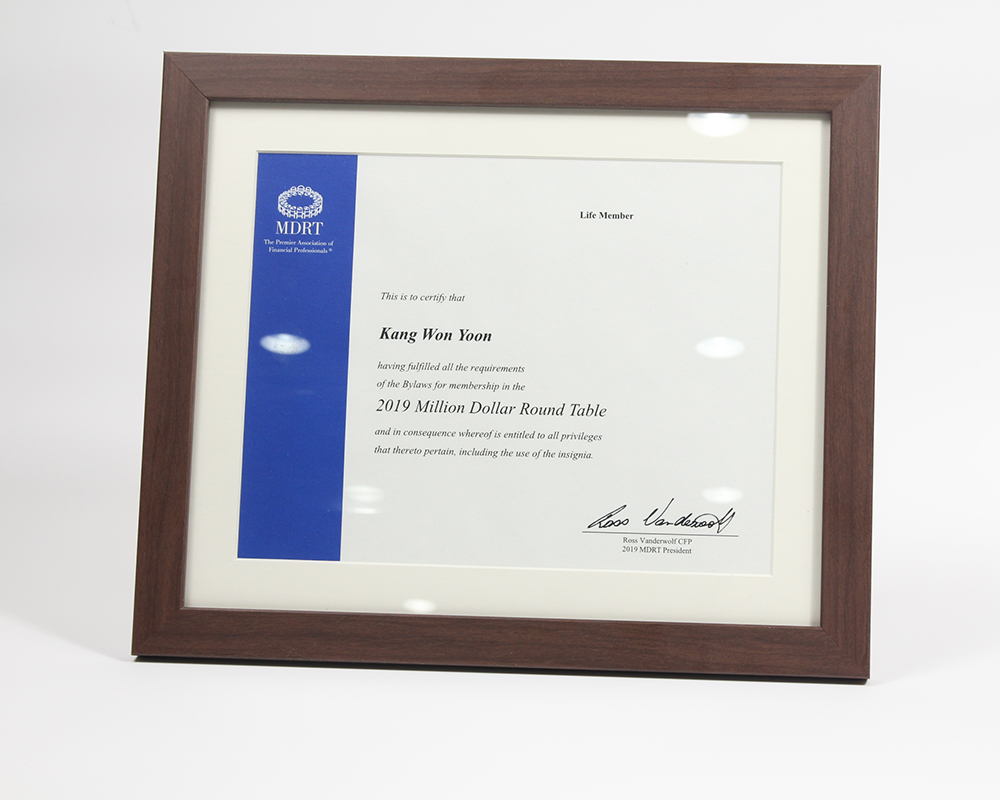 MDRT
The Premier Association of
Financial Professionals ®
Life Member
This is to certify that
Kang Won Yoon
having fulfilled all the requirements
of the Bylaws for membership in the
2019 Million Dollar Round Table
and in consequence whereof is entitled to all privileges
that thereto pertain, including the use of the insignia.
Ross Vanderwolf
Ross Vanderwolf CFP
2019 MDRT President